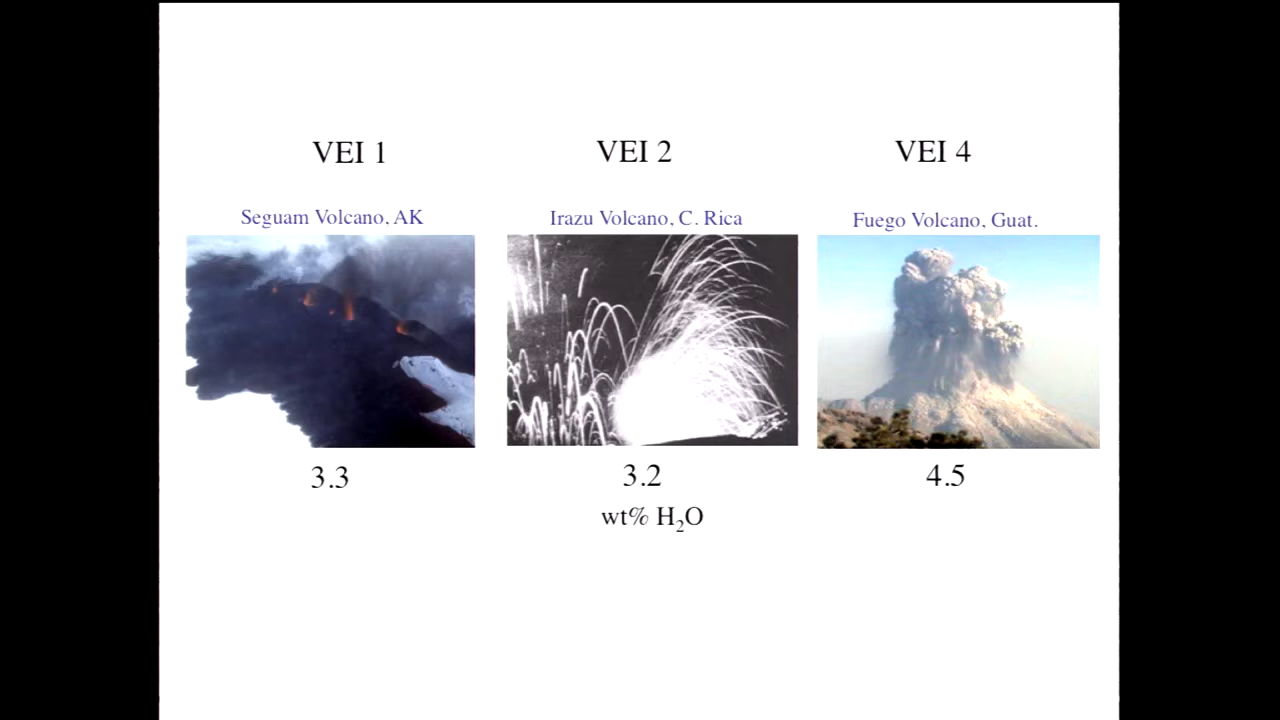 VEI 1
VEI 2
VEI 4
Seguam Volcano, AK
Irazu Volcano, C. Rica
Fuego Volcano, Guat.
3.3
3.2
4.5
wt% H₂O